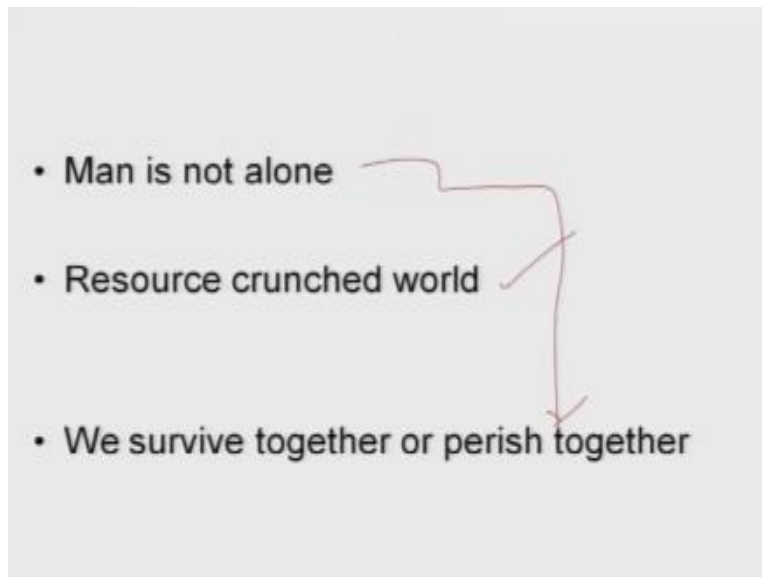 • Man is not alone
• Resource crunched world
• We survive together or perish together